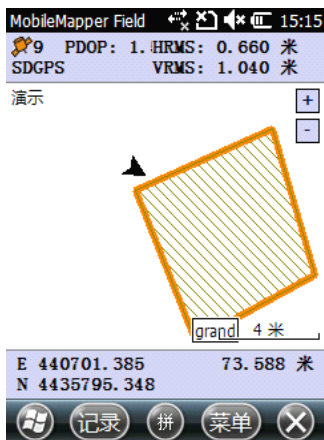 MobileMapper Field 15:15
9 PDOP: 1. HRMS: 0.660 米
SDGPS VRMS: 1.040 米
演示
+
-
grand 4 米
E 440701.385 73.588 米
N 4435795.348
记录 拼 菜单